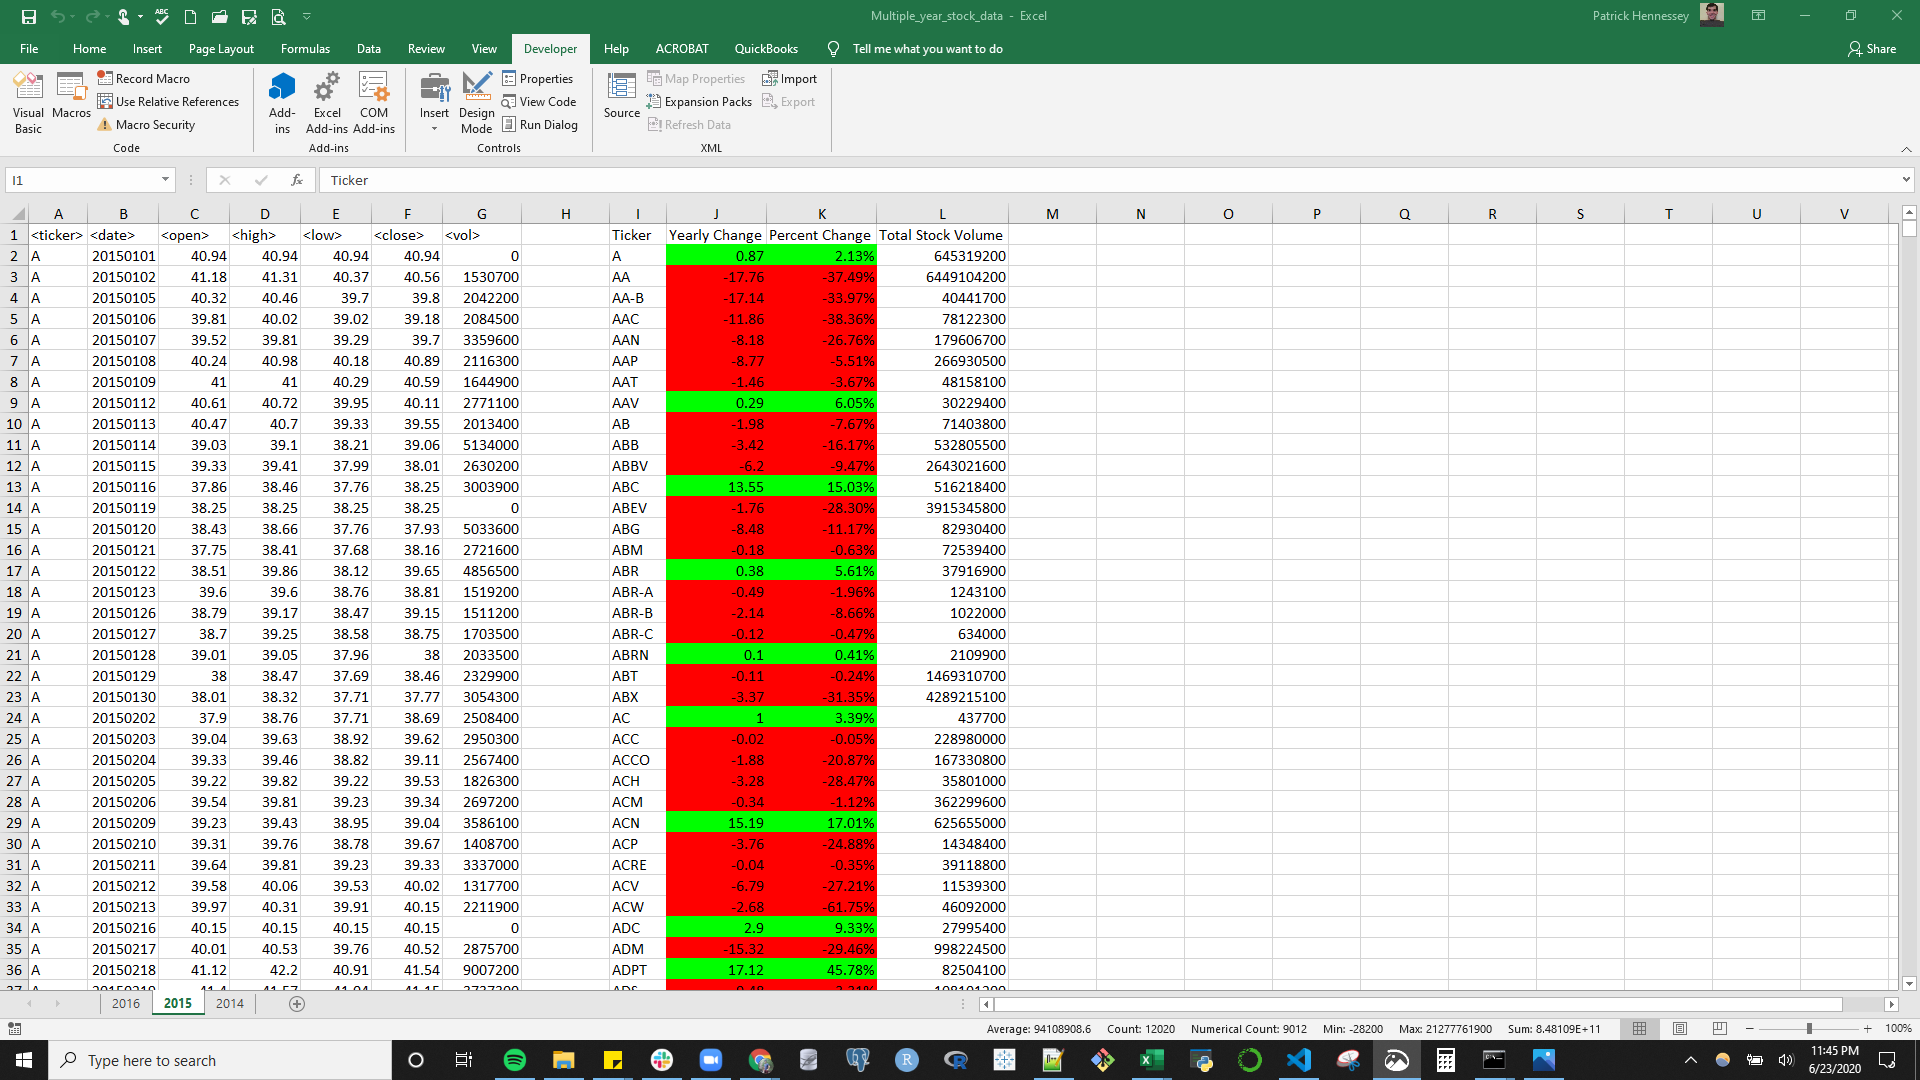 Multiple_year_stock_data - Excel
Patrick Hennessey
File Home Insert Page Layout Formulas Data Review View Developer Help ACROBAT QuickBooks Tell me what you want to do Share
Visual Basic
Macros
Record Macro
Use Relative References
Macro Security
Code
Add-ins
Excel Add-ins
COM Add-ins
Add-ins
Insert
Design Mode
Properties
View Code
Run Dialog
Controls
Source
Map Properties
Expansion Packs
Refresh Data
Import
Export
XML
I1 fx Ticker
A B C D E F G H I J K L M N O P Q R S T U V
1 <ticker> <date> <open> <high> <low> <close> <vol> Ticker Yearly Change Percent Change Total Stock Volume
2 A 20150101 40.94 40.94 40.94 40.94 0 A 0.87 2.13% 645319200
3 A 20150102 41.18 41.31 40.37 40.56 1530700 AA -17.76 -37.49% 6449104200
4 A 20150105 40.32 40.46 39.7 39.8 2042200 AA-B -17.14 -33.97% 40441700
5 A 20150106 39.81 40.02 39.02 39.18 2084500 AAC -11.86 -38.36% 78122300
6 A 20150107 39.52 39.81 39.29 39.7 3359600 AAN -8.18 -26.76% 179606700
7 A 20150108 40.24 40.98 40.18 40.89 2116300 AAP -8.77 -5.51% 266930500
8 A 20150109 41 41 40.29 40.59 1644900 AAT -1.46 -3.67% 48158100
9 A 20150112 40.61 40.72 39.95 40.11 2771100 AAV 0.29 6.05% 30229400
10 A 20150113 40.47 40.7 39.33 39.55 2013400 AB -1.98 -7.67% 71403800
11 A 20150114 39.03 39.1 38.21 39.06 5134000 ABB -3.42 -16.17% 532805500
12 A 20150115 39.33 39.41 37.99 38.01 2630200 ABBV -6.2 -9.47% 2643021600
13 A 20150116 37.86 38.46 37.76 38.25 3003900 ABC 13.55 15.03% 516218400
14 A 20150119 38.25 38.25 38.25 38.25 0 ABEV -1.76 -28.30% 3915345800
15 A 20150120 38.43 38.66 37.76 37.93 5033600 ABG -8.48 -11.17% 82930400
16 A 20150121 37.75 38.41 37.68 38.16 2721600 ABM -0.18 -0.63% 72539400
17 A 20150122 38.51 39.86 38.12 39.65 4856500 ABR 0.38 5.61% 37916900
18 A 20150123 39.6 39.6 38.76 38.81 1519200 ABR-A -0.49 -1.96% 1243100
19 A 20150126 38.79 39.17 38.47 39.15 1511200 ABR-B -2.14 -8.66% 1022000
20 A 20150127 38.7 39.25 38.58 38.75 1703500 ABR-C -0.12 -0.47% 634000
21 A 20150128 39.01 39.05 37.96 38 2033500 ABRN 0.1 0.41% 2109900
22 A 20150129 38 38.47 37.69 38.46 2329900 ABT -0.11 -0.24% 1469310700
23 A 20150130 38.01 38.32 37.71 37.77 3054300 ABX -3.37 -31.35% 4289215100
24 A 20150202 37.9 38.76 37.71 38.69 2508400 AC 1 3.39% 437700
25 A 20150203 39.04 39.63 38.92 39.62 2950300 ACC -0.02 -0.05% 228980000
26 A 20150204 39.33 39.46 38.82 39.11 2567400 ACCO -1.88 -20.87% 167330800
27 A 20150205 39.22 39.82 39.22 39.53 1826300 ACH -3.28 -28.47% 35801000
28 A 20150206 39.54 39.81 39.23 39.34 2697200 ACM -0.34 -1.12% 362299600
29 A 20150209 39.23 39.43 38.95 39.04 3586100 ACN 15.19 17.01% 625655000
30 A 20150210 39.31 39.76 38.78 39.67 1408700 ACP -3.76 -24.88% 14348400
31 A 20150211 39.64 39.81 39.23 39.33 3337000 ACRE -0.04 -0.35% 39118800
32 A 20150212 39.58 40.06 39.53 40.02 1317700 ACV -6.79 -27.21% 11539300
33 A 20150213 39.97 40.31 39.91 40.15 2211900 ACW -2.68 -61.75% 46092000
34 A 20150216 40.15 40.15 40.15 40.15 0 ADC 2.9 9.33% 27995400
35 A 20150217 40.01 40.53 39.76 40.52 2875700 ADM -15.32 -29.46% 998224500
36 A 20150218 41.12 42.2 40.91 41.54 9007200 ADPT 17.12 45.78% 82504100
2016 2015 2014
Average: 94108908.6 Count: 12020 Numerical Count: 9012 Min: -28200 Max: 21277761900 Sum: 8.48109E+11 100%
Type here to search
11:45 PM
6/23/2020